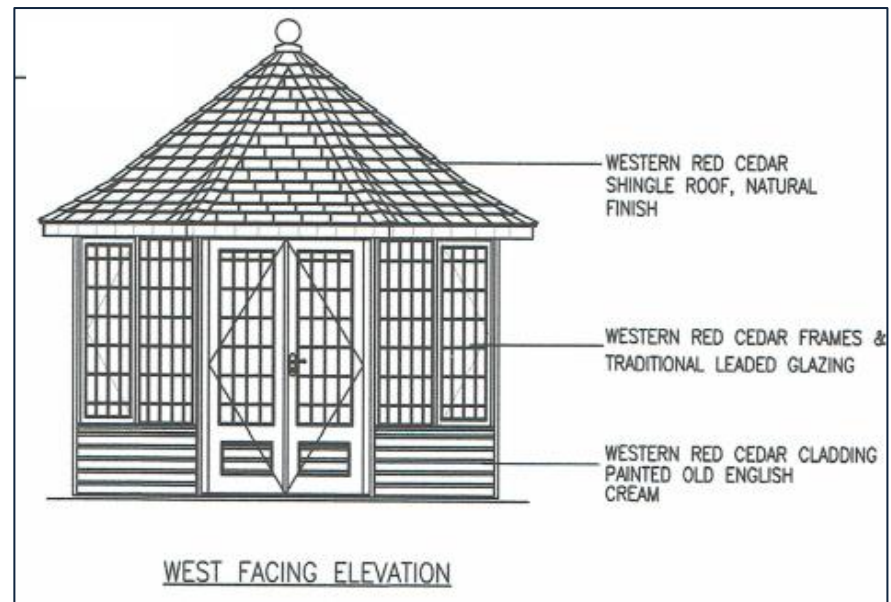 WESTERN RED CEDAR
SHINGLE ROOF, NATURAL
FINISH
WESTERN RED CEDAR FRAMES &
TRADITIONAL LEADED GLAZING
WESTERN RED CEDAR CLADDING
PAINTED OLD ENGLISH
CREAM
WEST FACING ELEVATION